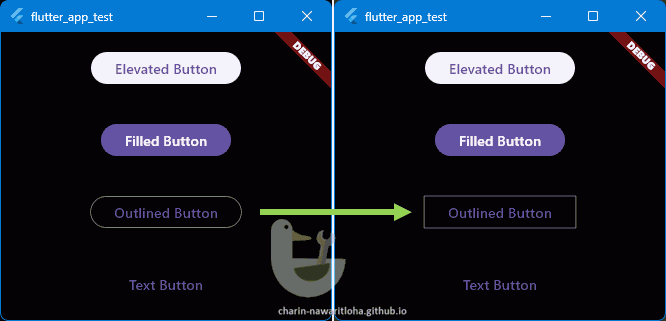 flutter_app_test
DEBUG
Elevated Button
Filled Button
Outlined Button
Text Button
flutter_app_test
DEBUG
Elevated Button
Filled Button
Outlined Button
Text Button
charin-nawaritloha.github.io